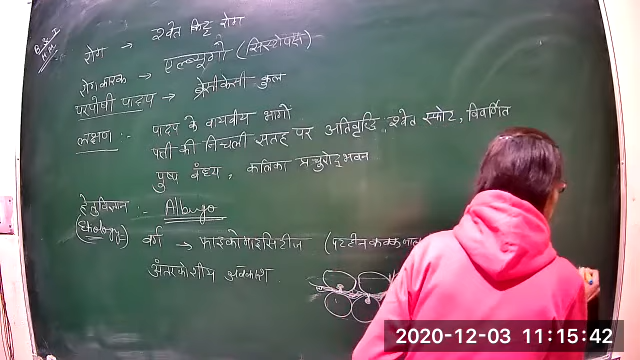 रोग → श्वेत किट्ट रोग
रोगकारक → एल्ब्यूगो (सिस्टोपस)
परपोषी पादप → ब्रेसीकेसी कुल
लक्षण :- पादप के वायवीय भागों
पत्ती की निचली सतह पर अतिवृद्धि, श्वेत स्फोट, विवर्णित
पुष्प बंध्य, कलिका प्रचुरोद्भवन
हेतुविज्ञान :- Albugo
(Etiology)
वर्ग → फाइकोमाइसिटीज
अंतरकोशीय अवकाश
2020-12-03 11:15:42